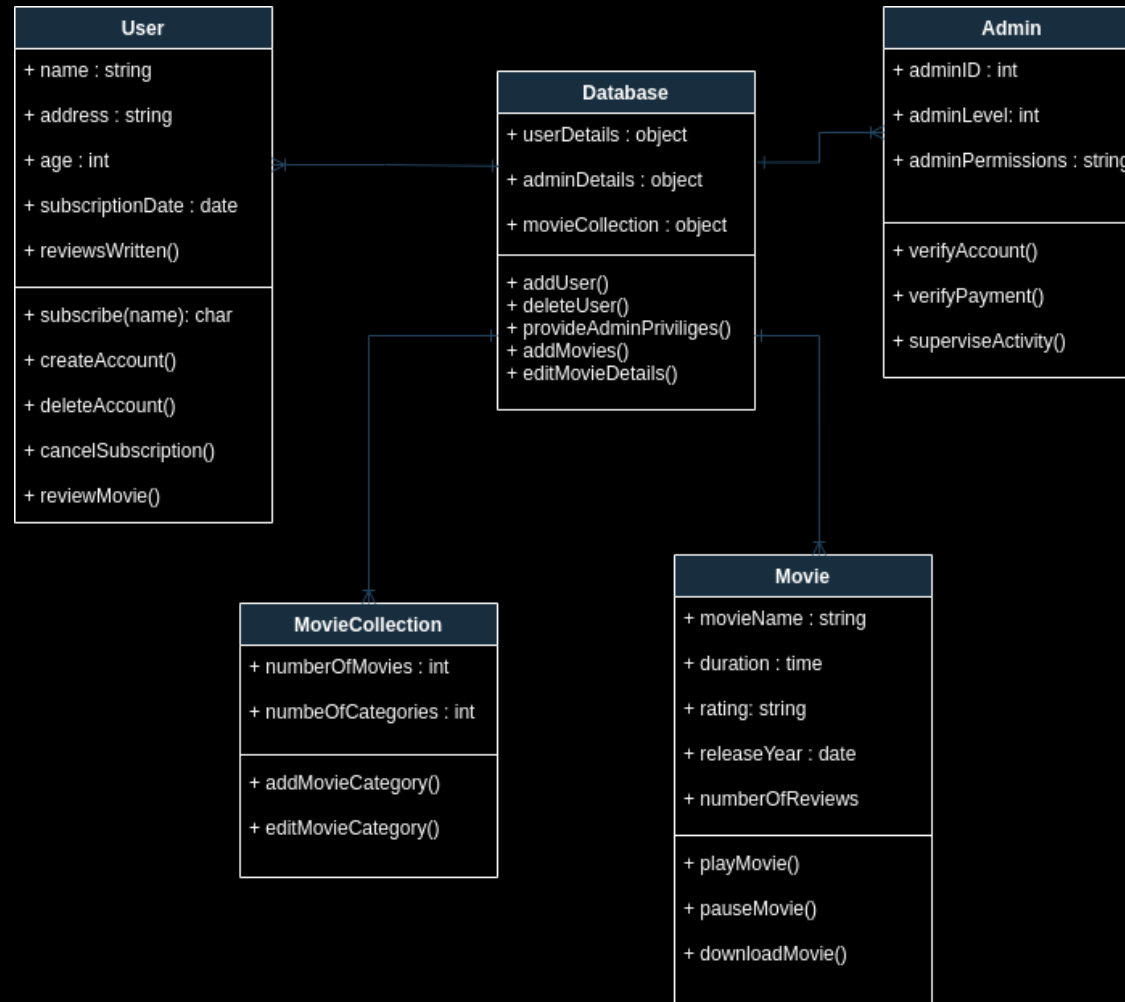 User
+ name : string
+ address : string
+ age : int
+ subscriptionDate : date
+ reviewsWritten()
+ subscribe(name): char
+ createAccount()
+ deleteAccount()
+ cancelSubscription()
+ reviewMovie()
Database
+ userDetails : object
+ adminDetails : object
+ movieCollection : object
+ addUser()
+ deleteUser()
+ provideAdminPriviliges()
+ addMovies()
+ editMovieDetails()
Admin
+ adminID : int
+ adminLevel: int
+ adminPermissions : string
+ verifyAccount()
+ verifyPayment()
+ superviseActivity()
MovieCollection
+ numberOfMovies : int
+ numbeOfCategories : int
+ addMovieCategory()
+ editMovieCategory()
Movie
+ movieName : string
+ duration : time
+ rating: string
+ releaseYear : date
+ numberOfReviews
+ playMovie()
+ pauseMovie()
+ downloadMovie()